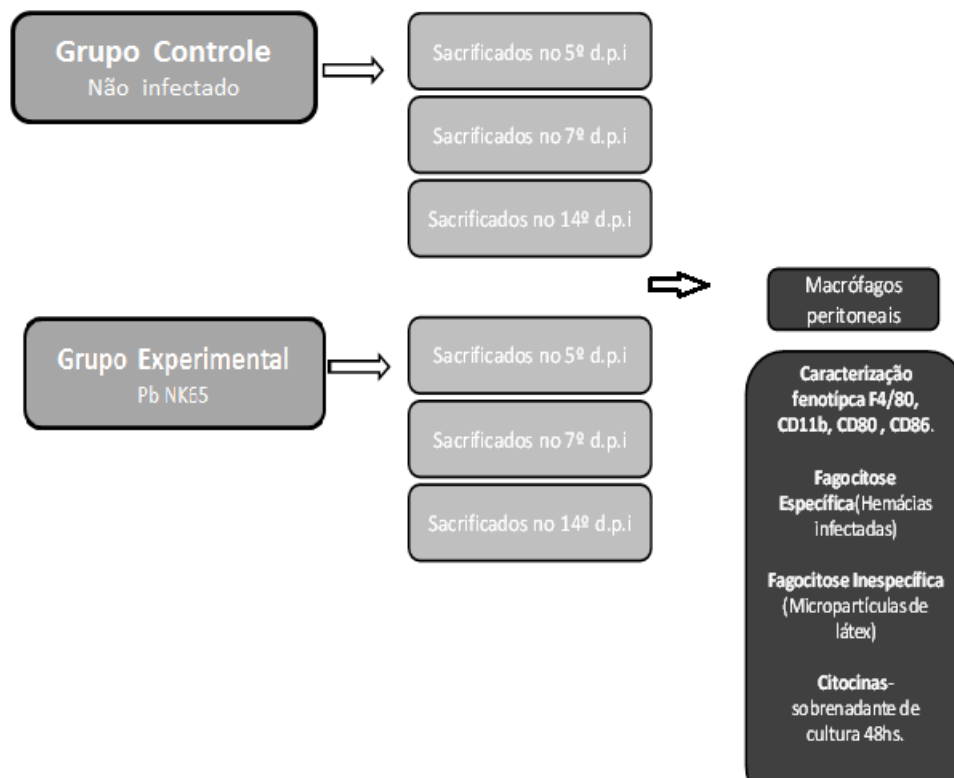 Grupo Controle
Não infectado
Sacrificados no 5º d.p.i
Sacrificados no 7º d.p.i
Sacrificados no 14º d.p.i
Grupo Experimental
Pb NK65
Sacrificados no 5º d.p.i
Sacrificados no 7º d.p.i
Sacrificados no 14º d.p.i
Macrófagos
peritoneais
Caracterização
fenotípca F4/80,
CD11b, CD80 , CD86.
Fagocitose
Específica(Hemácias
infectadas)
Fagocitose Inespecífica
(Micropartículas de
látex)
Citocinas-
sobrenadante de
cultura 48hs.